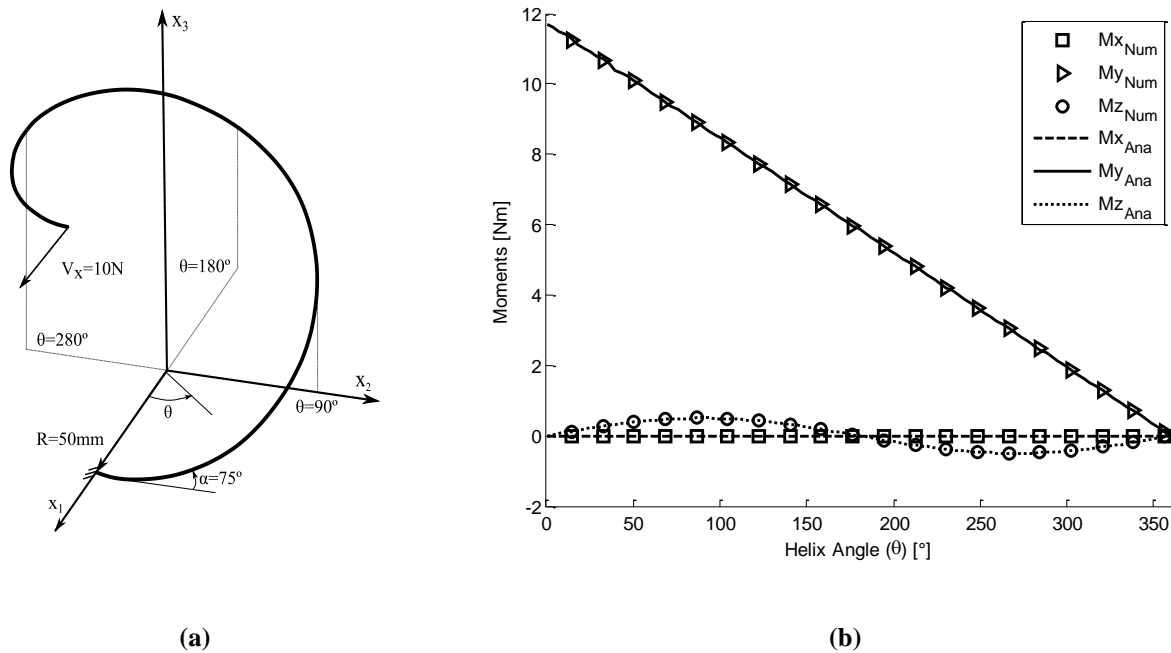 x3
Vx=10N
θ=180º
θ=280º
x2
θ=90º
θ
R=50mm
α=75º
x1
(a)
12
10
8
6
4
2
0
-2
Moments [Nm]
0 50 100 150 200 250 300 350
Helix Angle (θ) [°]
MxNum
MyNum
MzNum
MxAna
MyAna
MzAna
(b)